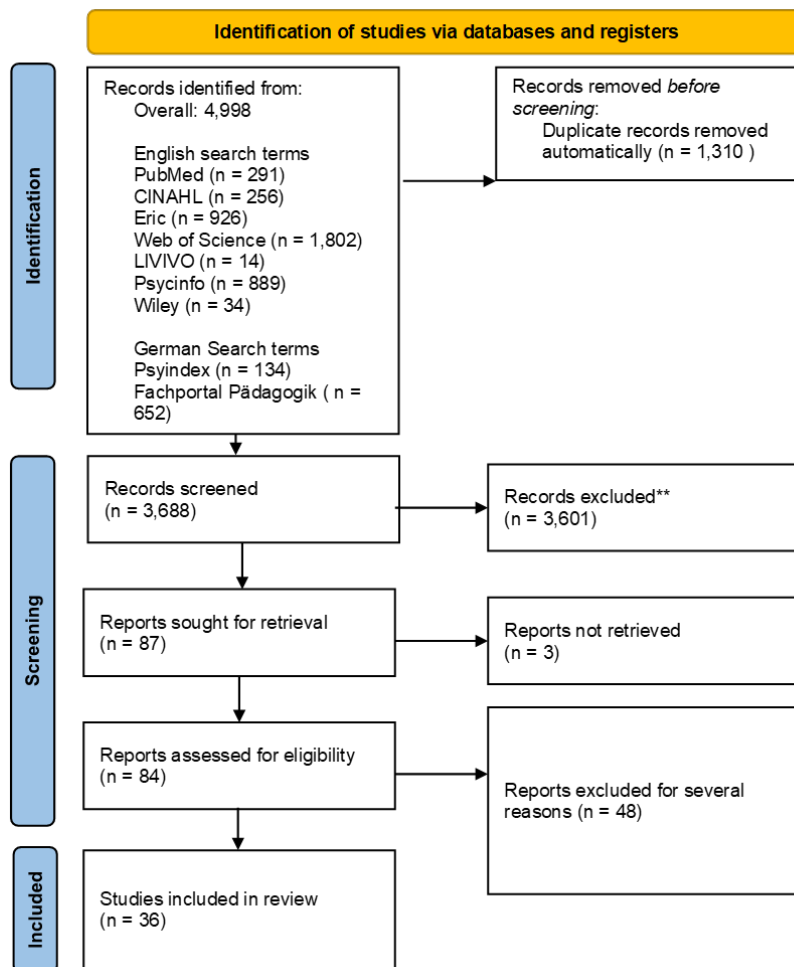 Identification of studies via databases and registers
Identification
Records identified from:
Overall: 4,998
English search terms
PubMed (n = 291)
CINAHL (n = 256)
Eric (n = 926)
Web of Science (n = 1,802)
LIVIVO (n = 14)
Psycinfo (n = 889)
Wiley (n = 34)
German Search terms
Psyindex (n = 134)
Fachportal Pädagogik ( n =
652)
Records removed before
screening:
Duplicate records removed
automatically (n = 1,310 )
Screening
Records screened
(n = 3,688)
Records excluded**
(n = 3,601)
Reports sought for retrieval
(n = 87)
Reports not retrieved
(n = 3)
Reports assessed for eligibility
(n = 84)
Reports excluded for several
reasons (n = 48)
Included
Studies included in review
(n = 36)